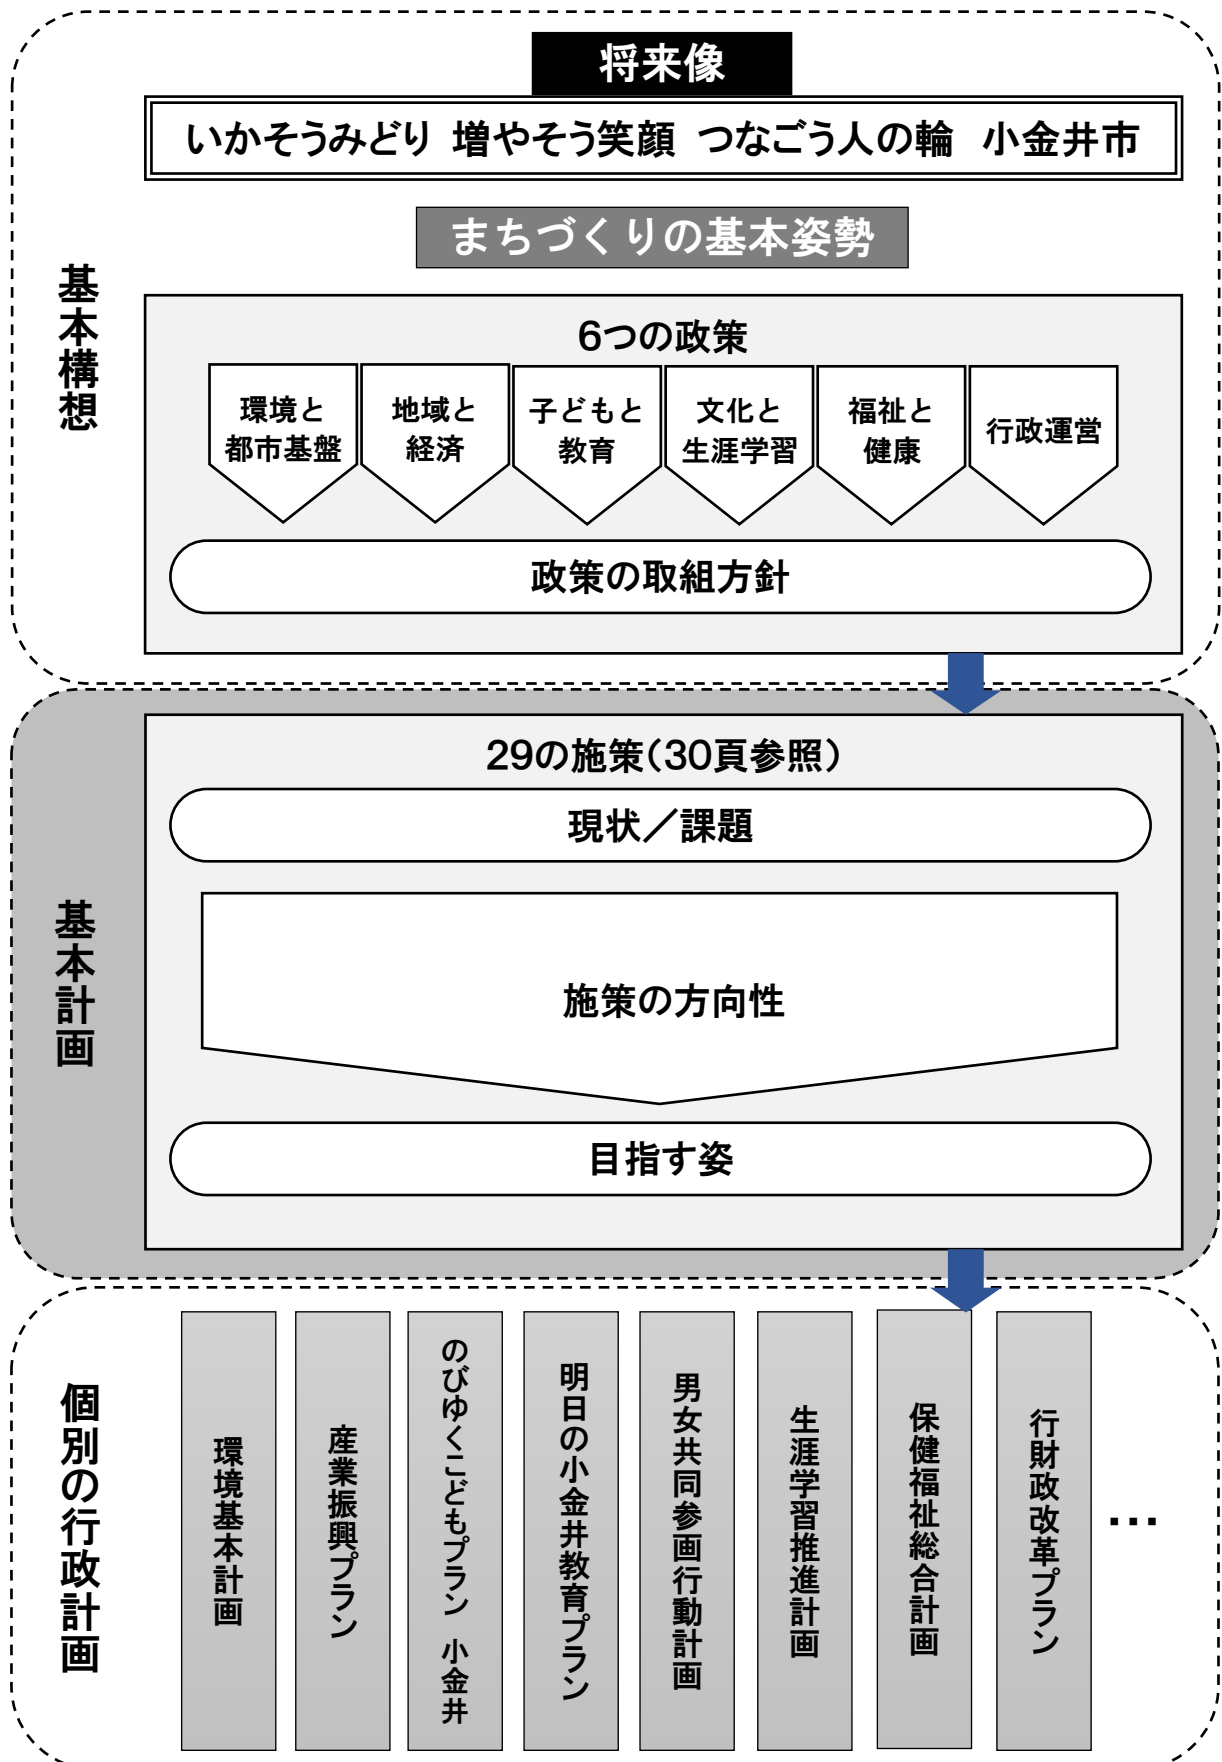 将来像
いかそうみどり 増やそう笑顔 つなごう人の輪 小金井市
まちづくりの基本姿勢
基本構想
6つの政策
環境と
都市基盤
地域と
経済
子どもと
教育
文化と
生涯学習
福祉と
健康
行政運営
政策の取組方針
基本計画
29の施策(30頁参照)
現状／課題
施策の方向性
目指す姿
個別の行政計画
環境基本計画
産業振興プラン
のびゆくこどもプラン 小金井
明日の小金井教育プラン
男女共同参画行動計画
生涯学習推進計画
保健福祉総合計画
行財政改革プラン
…